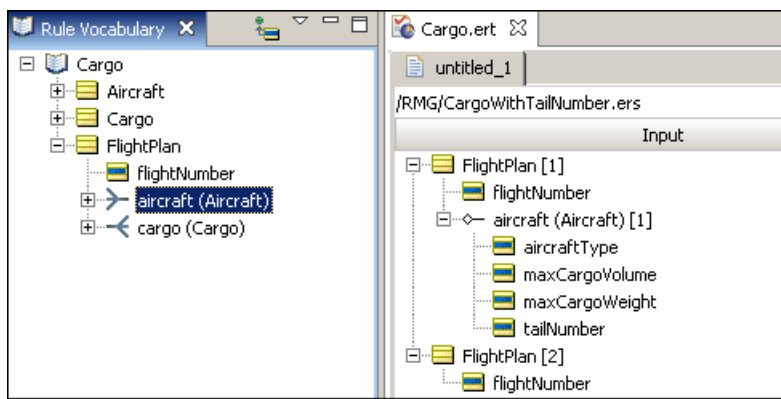 Rule Vocabulary
Cargo
Aircraft
Cargo
FlightPlan
flightNumber
aircraft (Aircraft)
cargo (Cargo)
Cargo.ert
untitled_1
/RMG/CargoWithTailNumber.ers
Input
FlightPlan [1]
flightNumber
aircraft (Aircraft) [1]
aircraftType
maxCargoVolume
maxCargoWeight
tailNumber
FlightPlan [2]
flightNumber